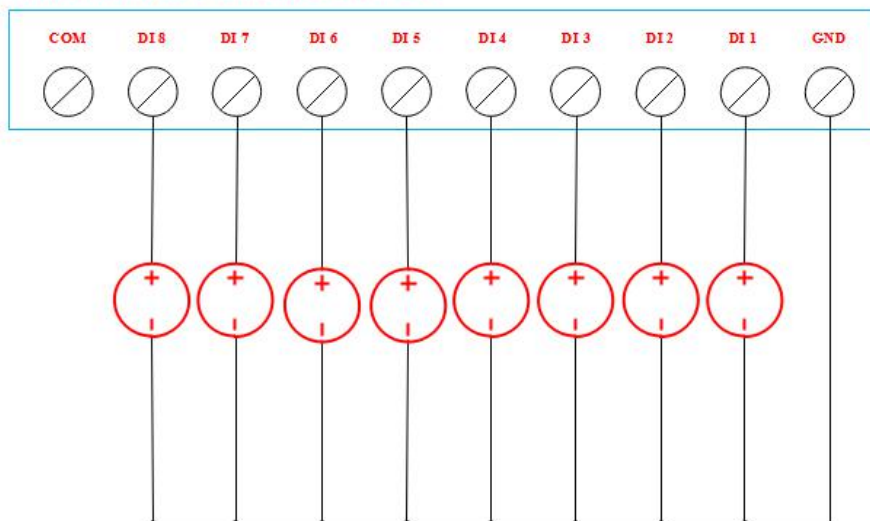 COM DI 8 DI 7 DI 6 DI 5 DI 4 DI 3 DI 2 DI 1 GND
+ + + + + + + +
- - - - - - - -